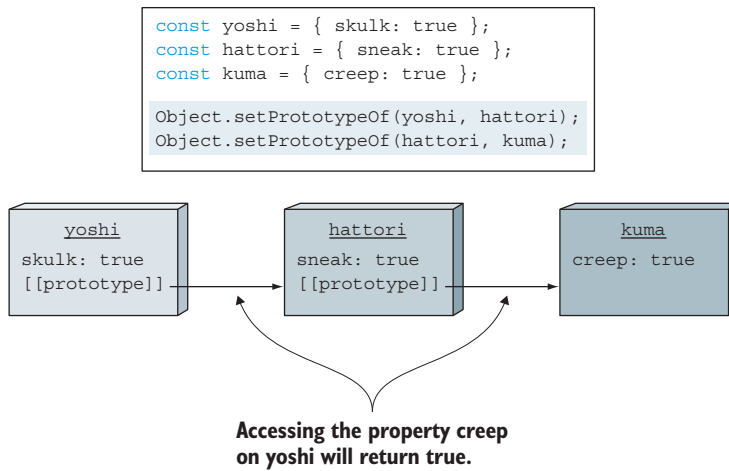 const yoshi = { skulk: true };
const hattori = { sneak: true };
const kuma = { creep: true };
Object.setPrototypeOf(yoshi, hattori);
Object.setPrototypeOf(hattori, kuma);
yoshi
skulk: true
[[prototype]]
hattori
sneak: true
[[prototype]]
kuma
creep: true
Accessing the property creep
on yoshi will return true.